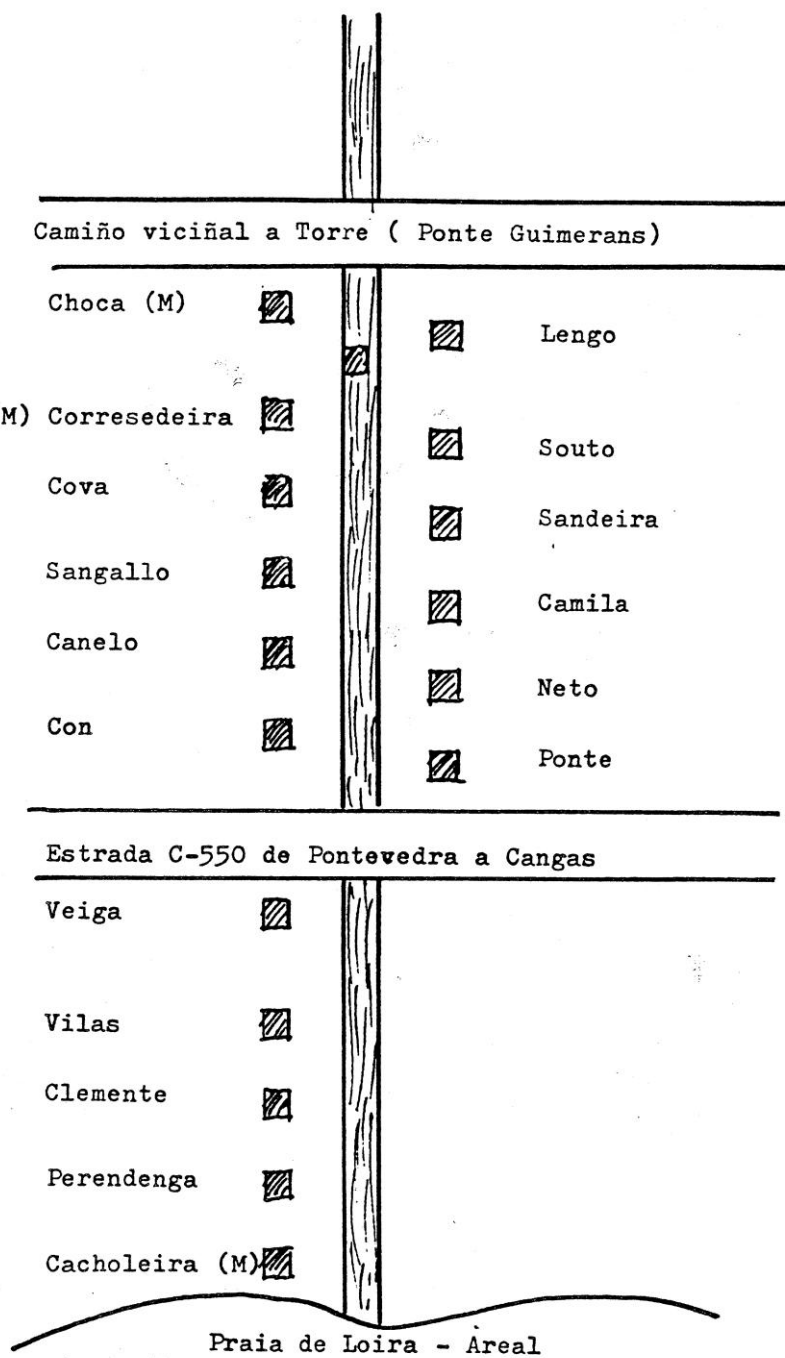 Camiño viciñal a Torre ( Ponte Guimerans)
Choca (M)
Lengo
M) Corresedeira
Souto
Cova
Sandeira
Sangallo
Camila
Canelo
Neto
Con
Ponte
Estrada C-550 de Pontevedra a Cangas
Veiga
Vilas
Clemente
Perendenga
Cacholeira (M)
Praia de Loira - Areal